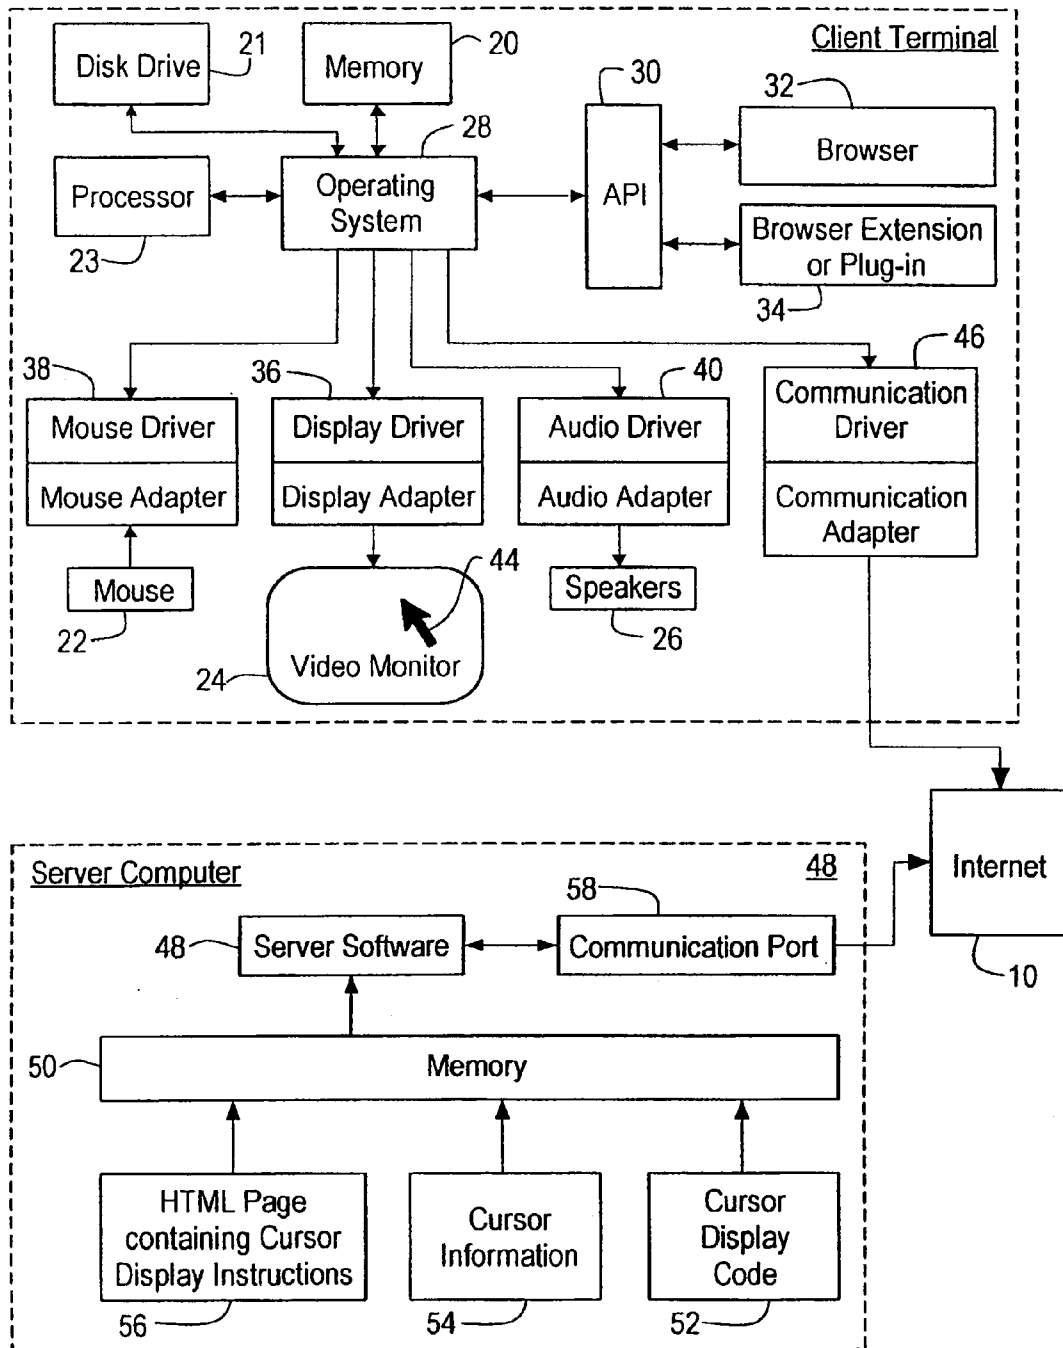 Client Terminal
21
20
Disk Drive
Memory
30
32
28
Browser
Processor
Operating
System
API
23
Browser Extension
or Plug-in
34
46
38
36
40
Communication
Driver
Mouse Driver
Display Driver
Audio Driver
Mouse Adapter
Display Adapter
Audio Adapter
Communication
Adapter
44
Mouse
Speakers
22
26
Video Monitor
24
Server Computer
48
Internet
58
48
Server Software
Communication Port
10
50
Memory
HTML Page
containing Cursor
Display Instructions
Cursor
Information
Cursor
Display
Code
56
54
52